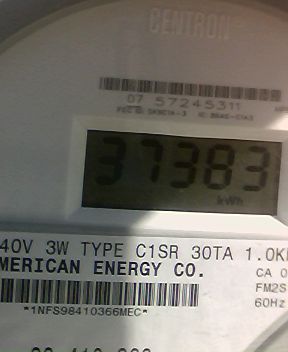 CENTRON
07 57245311
37383
kWh
40V 3W TYPE C1SR 30TA 1.0K
MERICAN ENERGY CO.
CA 0
FM2S
60Hz
*1NFS98410366MEC*